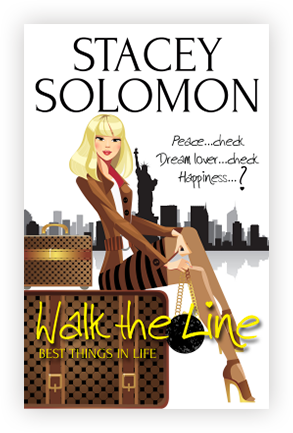 STACEY
SOLOMON
Peace...check
Dream lover...check
Happiness...?
Walk the Line
BEST THINGS IN LIFE